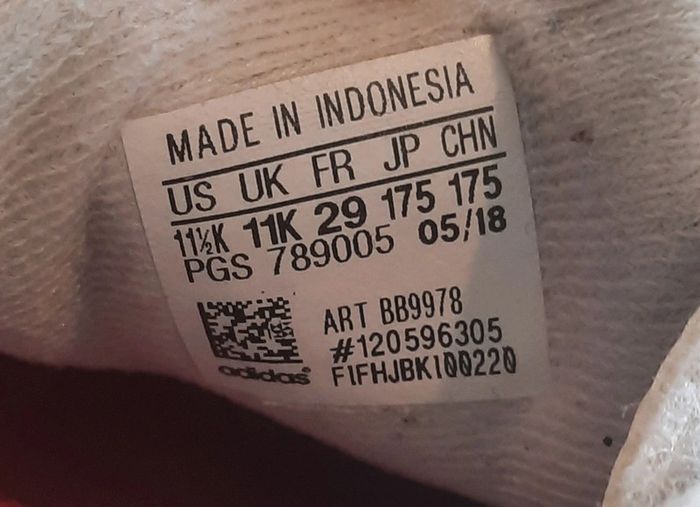 MADE IN INDONESIA
US UK FR JP CHN
11½K 11K 29 175 175
PGS 789005 05/18
ART BB9978
#120596305
adidas® F1FHJBK100220